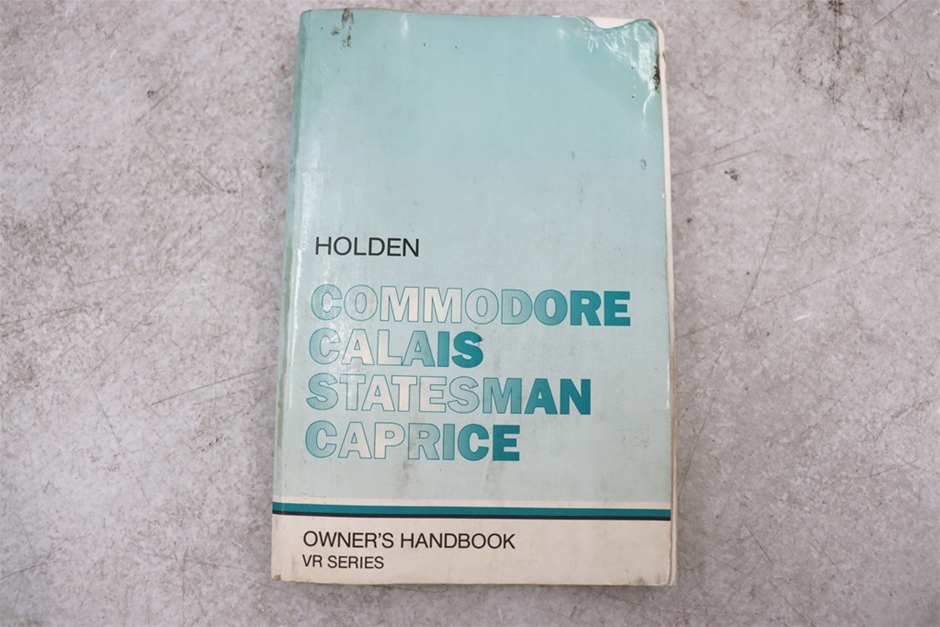 HOLDEN
COMMODORE
CALAIS
STATESMAN
CAPRICE
OWNER'S HANDBOOK
VR SERIES